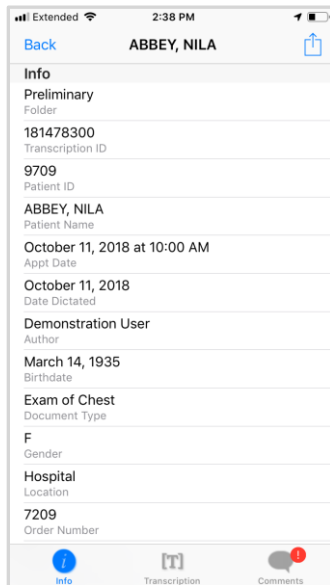 Extended 2:38 PM
Back ABBEY, NILA
Info
Preliminary
Folder
181478300
Transcription ID
9709
Patient ID
ABBEY, NILA
Patient Name
October 11, 2018 at 10:00 AM
Appt Date
October 11, 2018
Date Dictated
Demonstration User
Author
March 14, 1935
Birthdate
Exam of Chest
Document Type
F
Gender
Hospital
Location
7209
Order Number
i [T] !
Info Transcription Comments